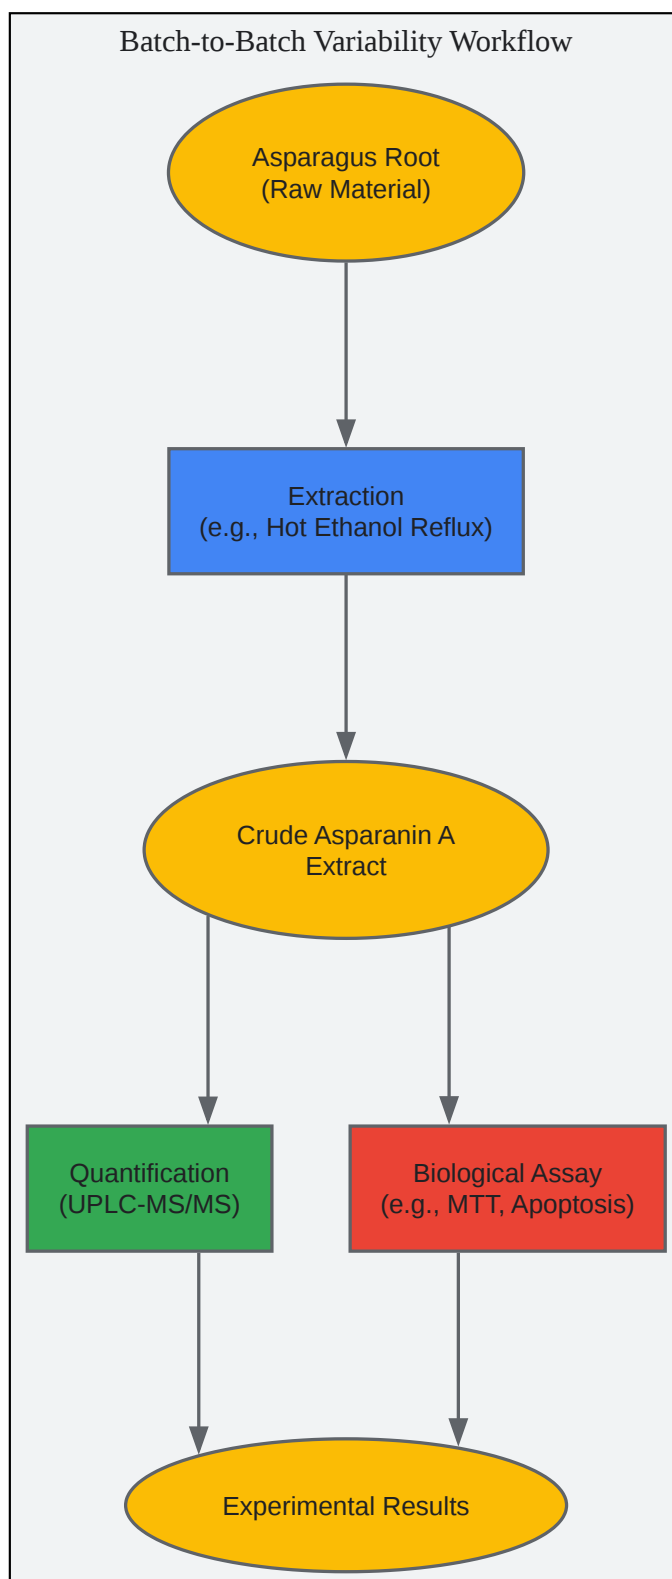 Batch-to-Batch Variability Workflow
Asparagus Root
(Raw Material)
Extraction
(e.g., Hot Ethanol Reflux)
Crude Asparanin A
Extract
Quantification
(UPLC-MS/MS)
Biological Assay
(e.g., MTT, Apoptosis)
Experimental Results